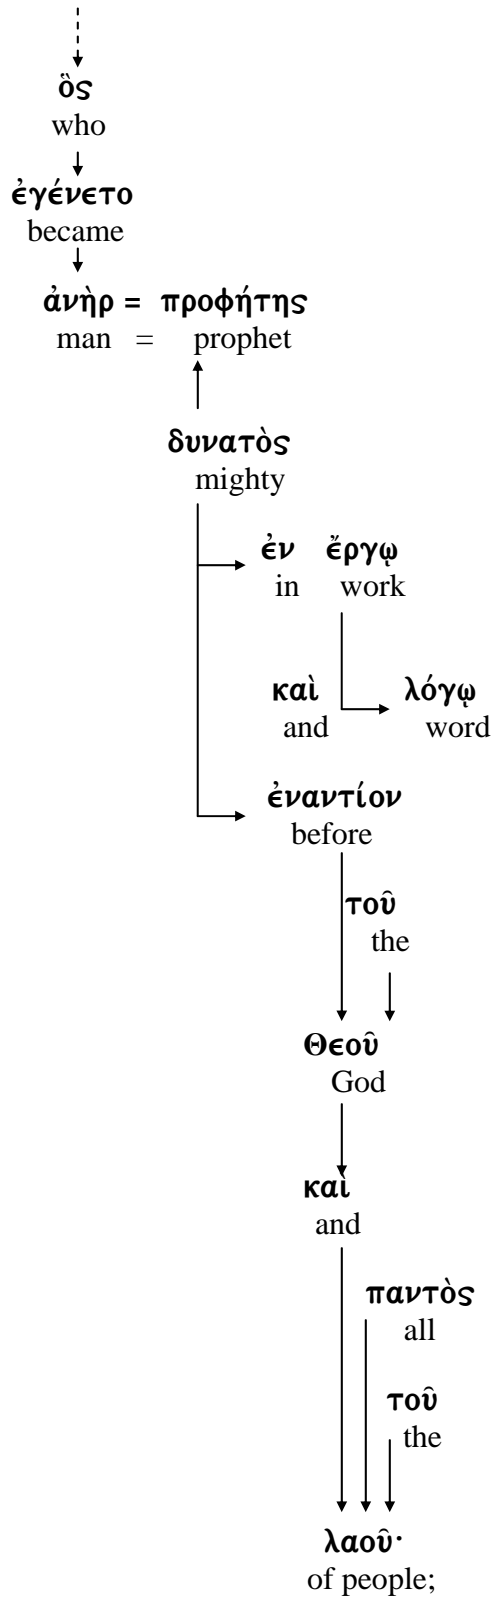 ὃς
who
ἐγένετο
became
ἀνὴρ = προφήτης
man = prophet
δυνατὸς
mighty
ἐν ἔργῳ
in work
καὶ λόγῳ
and word
ἐναντίον
before
τοῦ
the
Θεοῦ
God
καὶ
and
παντὸς
all
τοῦ
the
λαοῦ·
of people;